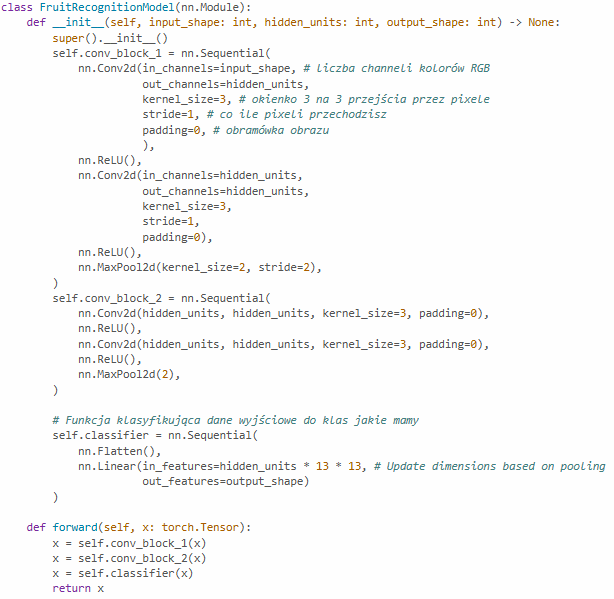 class FruitRecognitionModel(nn.Module):
    def __init__(self, input_shape: int, hidden_units: int, output_shape: int) -> None:
        super().__init__()
        self.conv_block_1 = nn.Sequential(
            nn.Conv2d(in_channels=input_shape, # liczba channeli kolorów RGB
                      out_channels=hidden_units,
                      kernel_size=3, # okienko 3 na 3 przejścia przez pixele
                      stride=1, # co ile pixeli przechodzisz
                      padding=0, # obramówka obrazu
                      ),
            nn.ReLU(),
            nn.Conv2d(in_channels=hidden_units,
                      out_channels=hidden_units,
                      kernel_size=3,
                      stride=1,
                      padding=0),
            nn.ReLU(),
            nn.MaxPool2d(kernel_size=2, stride=2),
        )
        self.conv_block_2 = nn.Sequential(
            nn.Conv2d(hidden_units, hidden_units, kernel_size=3, padding=0),
            nn.ReLU(),
            nn.Conv2d(hidden_units, hidden_units, kernel_size=3, padding=0),
            nn.ReLU(),
            nn.MaxPool2d(2),
        )

        # Funkcja klasyfikująca dane wyjściowe do klas jakie mamy
        self.classifier = nn.Sequential(
            nn.Flatten(),
            nn.Linear(in_features=hidden_units * 13 * 13, # Update dimensions based on pooling
                      out_features=output_shape)
        )

    def forward(self, x: torch.Tensor):
        x = self.conv_block_1(x)
        x = self.conv_block_2(x)
        x = self.classifier(x)
        return x